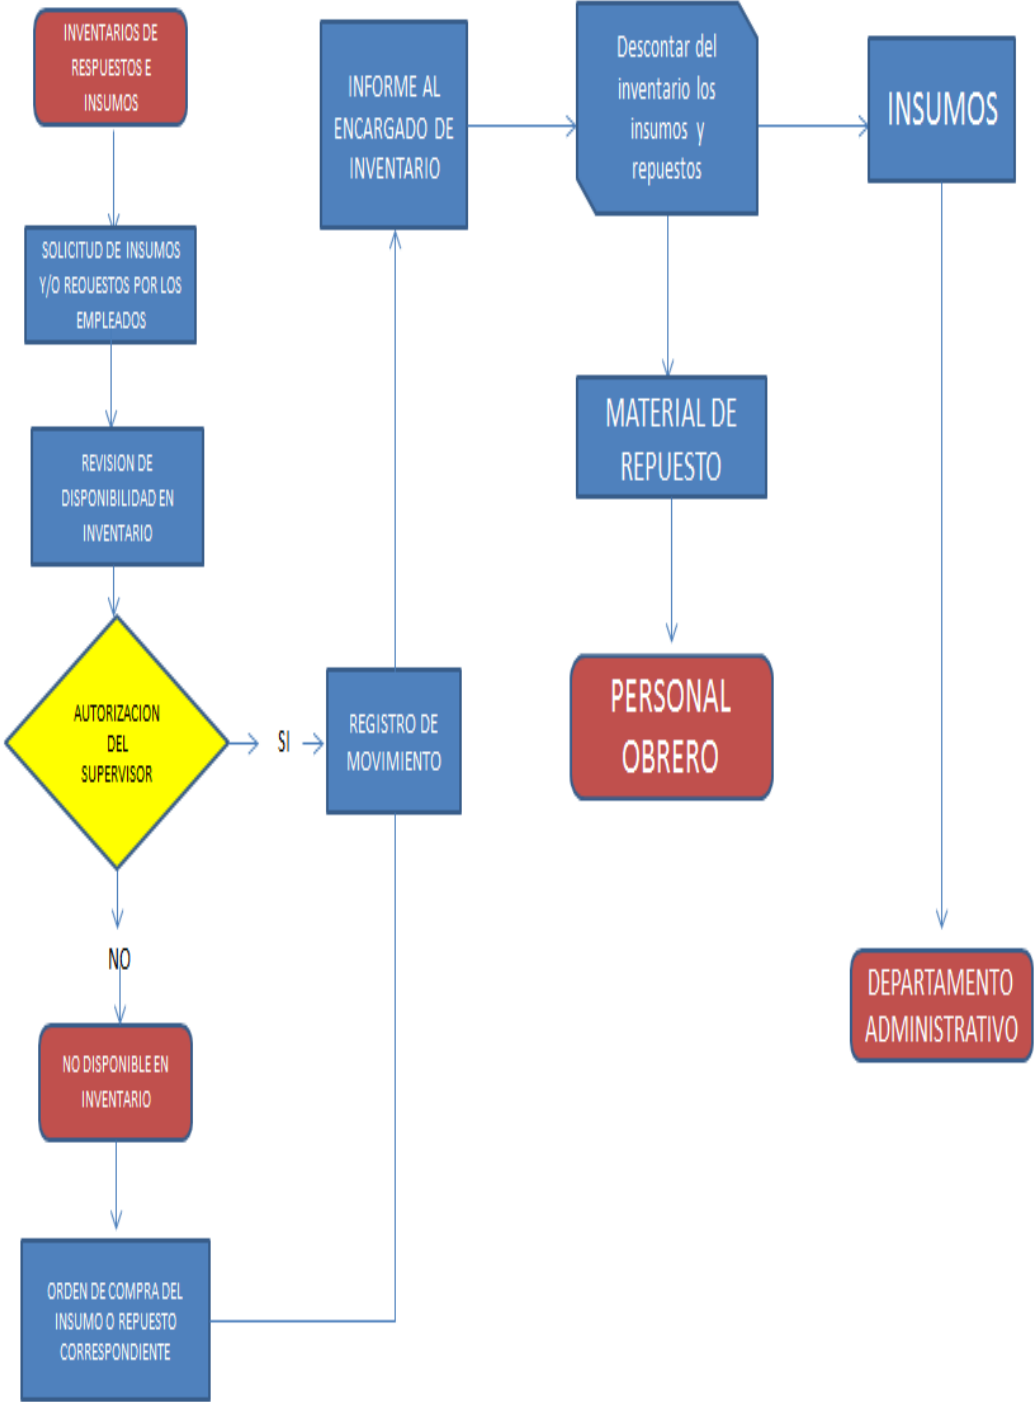 INVENTARIOS DE
RESPUESTOS E
INSUMOS
SOLICITUD DE INSUMOS
Y/O REQUESTOS POR LOS
EMPLEADOS
REVISION DE
DISPONIBILIDAD EN
INVENTARIO
AUTORIZACION
DEL
SUPERVISOR
SI
NO
NO DISPONIBLE EN
INVENTARIO
ORDEN DE COMPRA DEL
INSUMO O REPUESTO
CORRESPONDIENTE
REGISTRO DE
MOVIMIENTO
INFORME AL
ENCARGADO DE
INVENTARIO
Descontar del
inventario los
insumos y
repuestos
MATERIAL DE
REPUESTO
PERSONAL
OBRERO
INSUMOS
DEPARTAMENTO
ADMINISTRATIVO